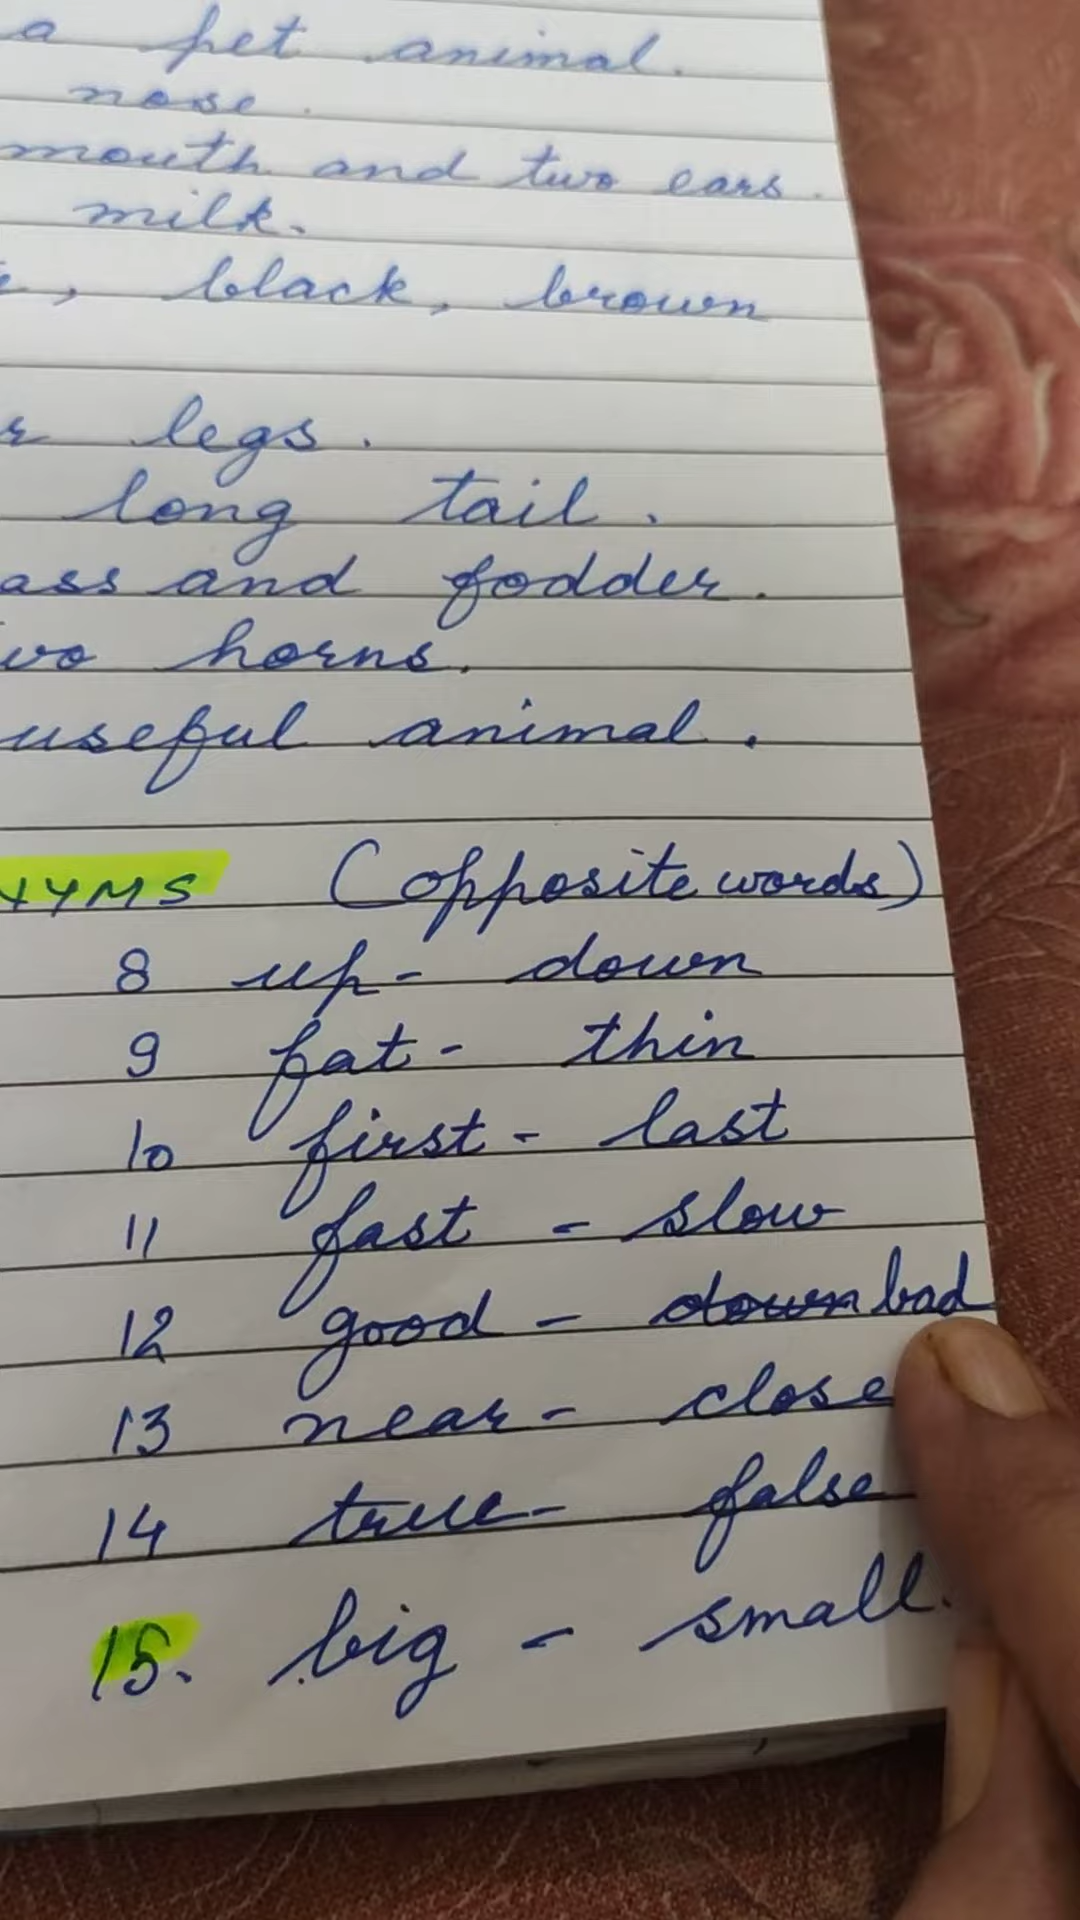 a pet animal.
nose.
mouth and two ears.
milk.
, black, brown
legs.
long tail.
ass and fodder.
wo horns.
useful animal.
NYMS (opposite words)
8 up - down
9 fat - thin
10 first - last
11 fast - slow
12 good - down bad
13 near - close
14 true - false
15. big - small.